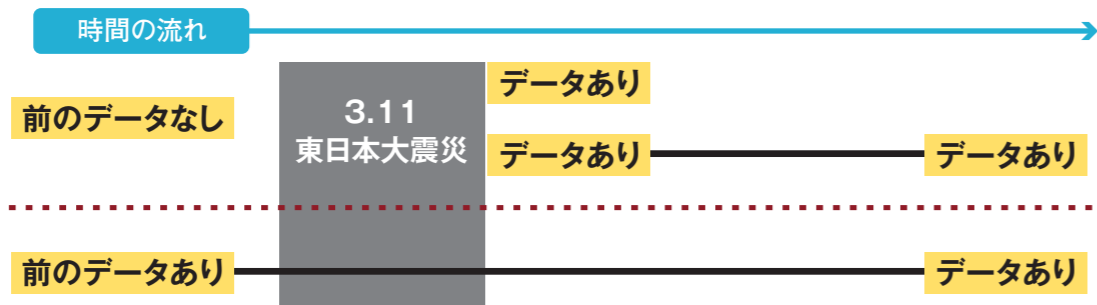 時間の流れ
データあり
前のデータなし
3.11
東日本大震災
データあり
データあり
前のデータあり
データあり